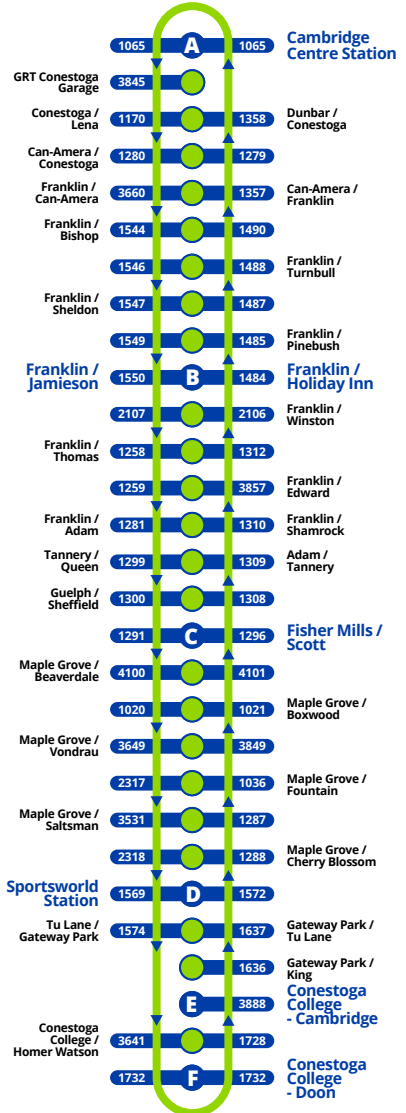 1065 A 1065 Cambridge
Centre Station
GRT Conestoga
Garage 3845
Conestoga /
Lena 1170 1358 Dunbar /
Conestoga
Can-Amera /
Conestoga 1280 1279
Franklin /
Can-Amera 3660 1357 Can-Amera /
Franklin
Franklin /
Bishop 1544 1490
1546 1488 Franklin /
Turnbull
Franklin /
Sheldon 1547 1487
1549 1485 Franklin /
Pinebush
Franklin /
Jamieson 1550 B 1484 Franklin /
Holiday Inn
2107 2106 Franklin /
Winston
Franklin /
Thomas 1258 1312
1259 3857 Franklin /
Edward
Franklin /
Adam 1281 1310 Franklin /
Shamrock
Tannery /
Queen 1299 1309 Adam /
Tannery
Guelph /
Sheffield 1300 1308
1291 C 1296 Fisher Mills /
Scott
Maple Grove /
Beaverdale 4100 4101
1020 1021 Maple Grove /
Boxwood
Maple Grove /
Vondrau 3649 3849
2317 1036 Maple Grove /
Fountain
Maple Grove /
Saltsman 3531 1287
2318 1288 Maple Grove /
Cherry Blossom
Sportsworld
Station 1569 D 1572
Tu Lane /
Gateway Park 1574 1637 Gateway Park /
Tu Lane
1636 Gateway Park /
King
E 3888 Conestoga
College
- Cambridge
Conestoga
College /
Homer Watson 3641 1728
1732 F 1732 Conestoga
College
- Doon